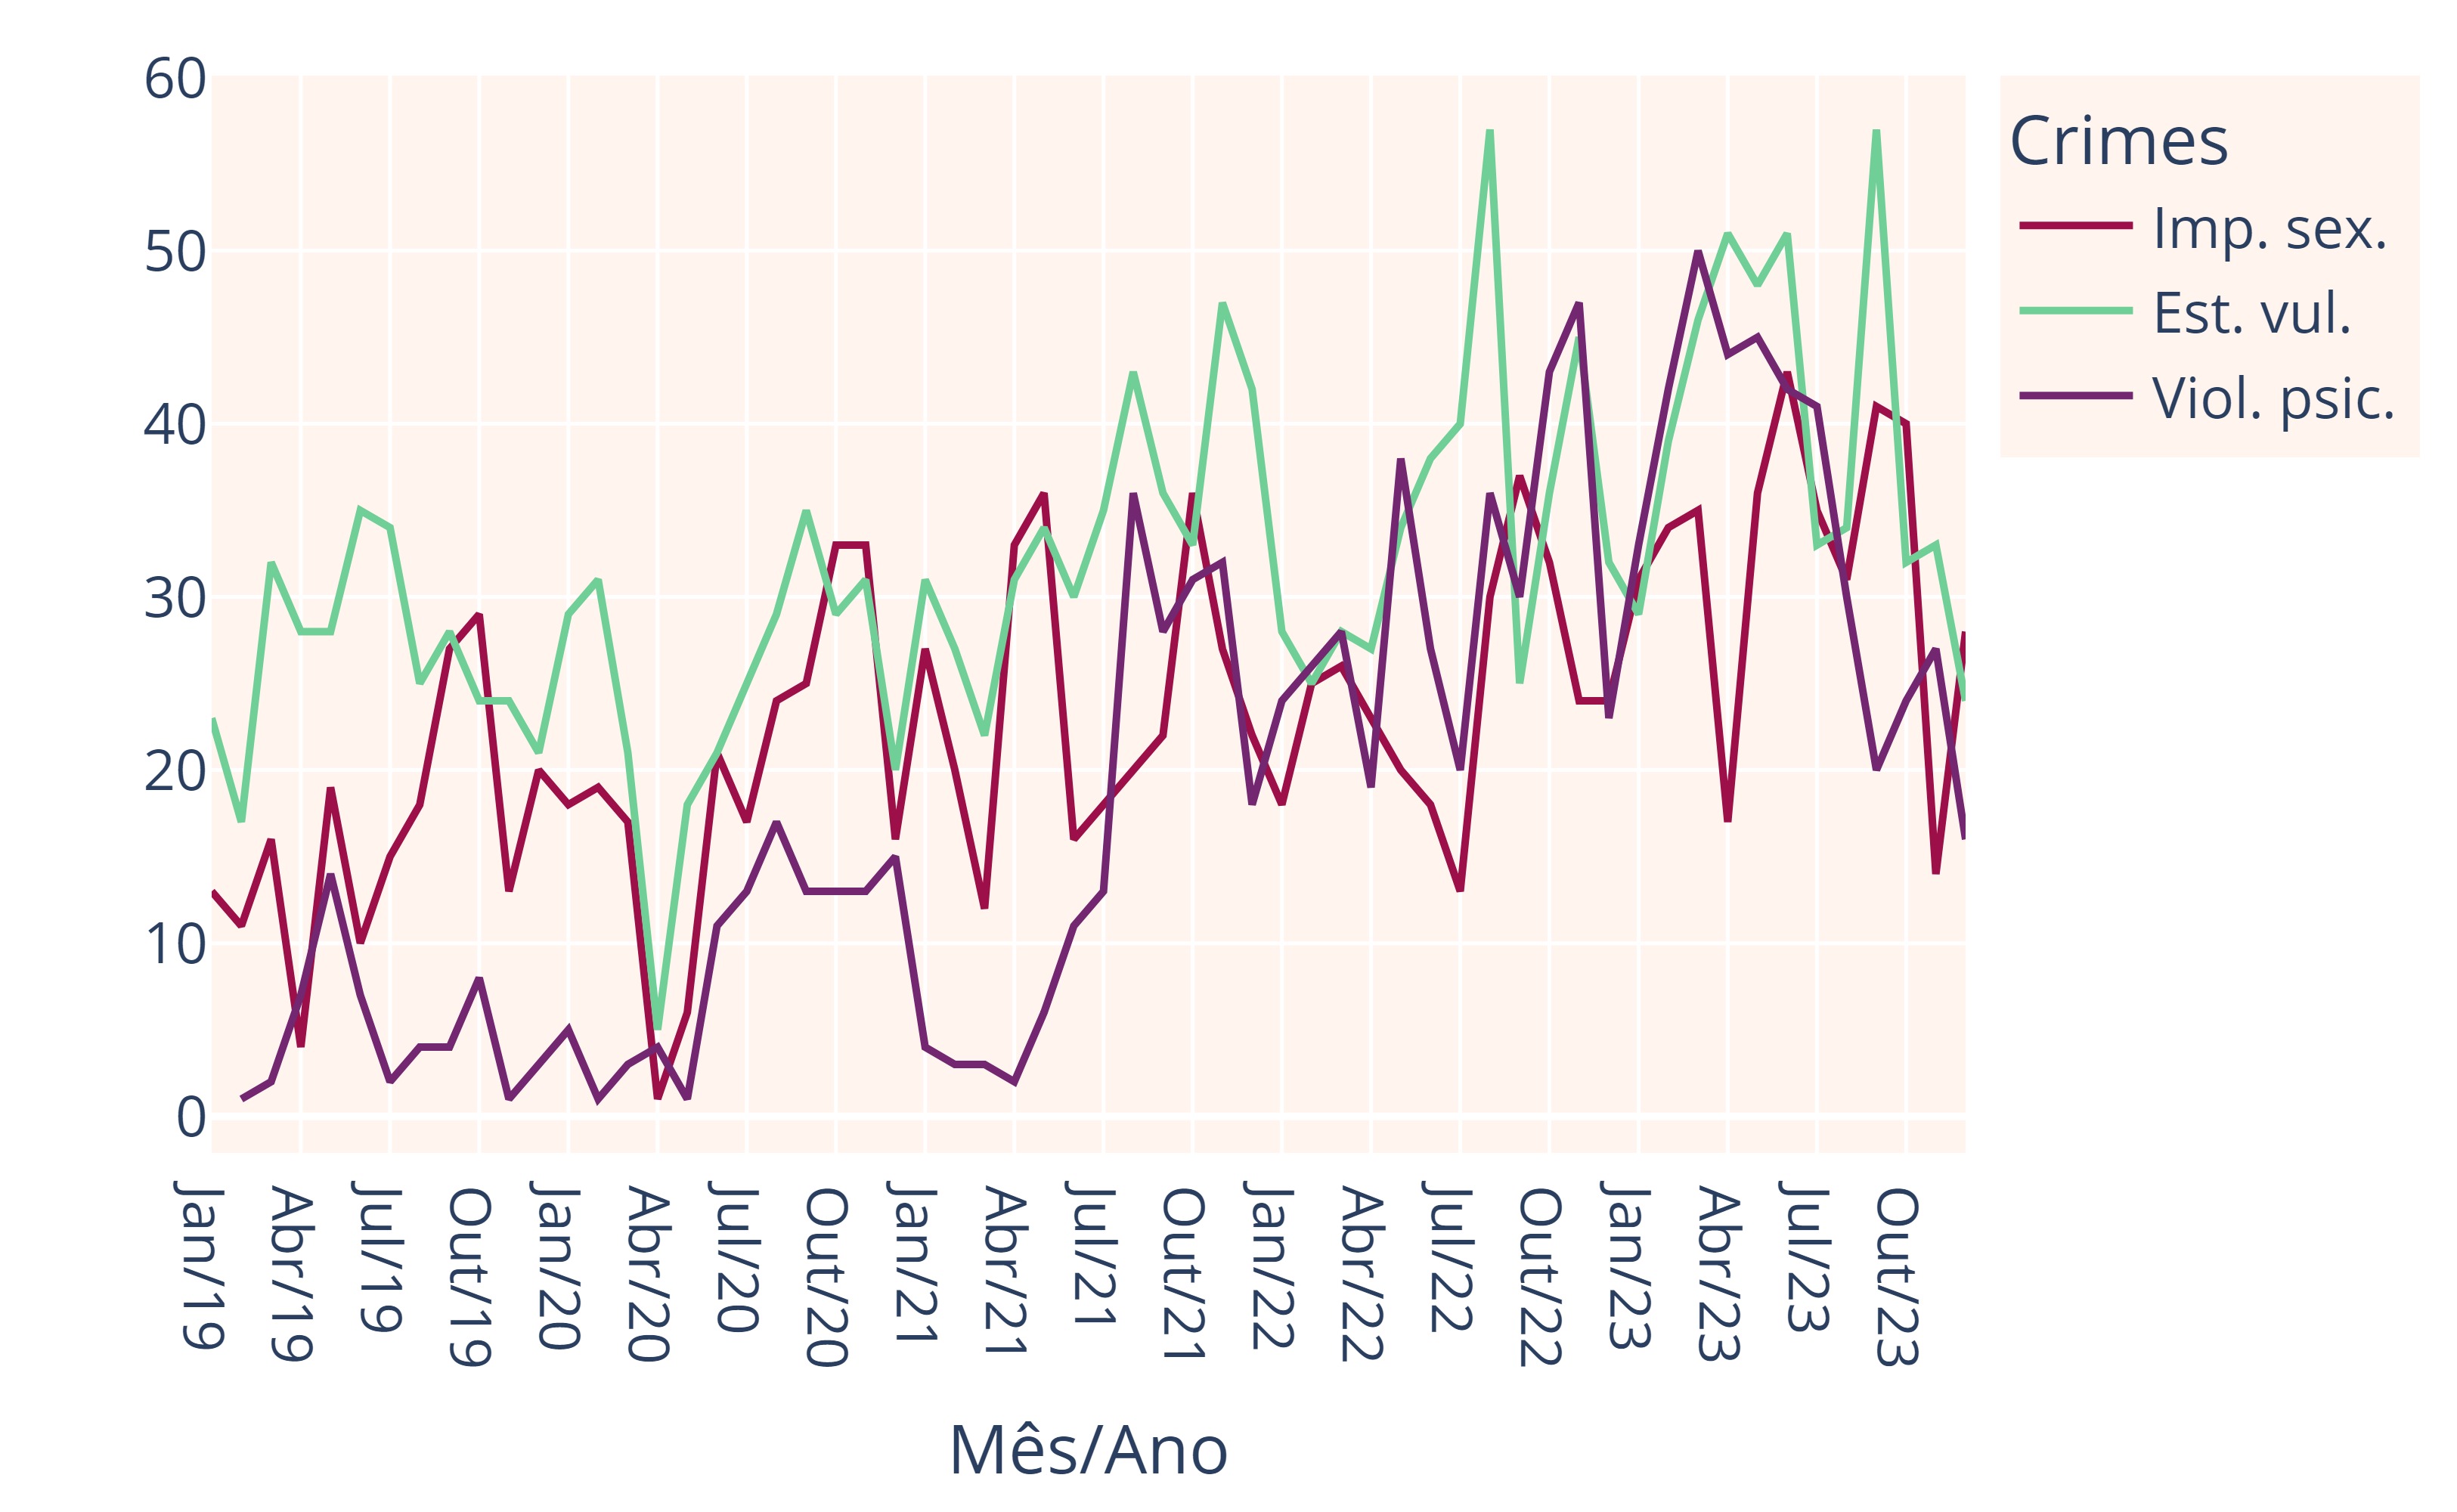 60
50
40
30
20
10
0
Jan/19
Abr/19
Jul/19
Out/19
Jan/20
Abr/20
Jul/20
Out/20
Jan/21
Abr/21
Jul/21
Out/21
Jan/22
Abr/22
Jul/22
Out/22
Jan/23
Abr/23
Jul/23
Out/23
Mês/Ano
Crimes
Imp. sex.
Est. vul.
Viol. psic.